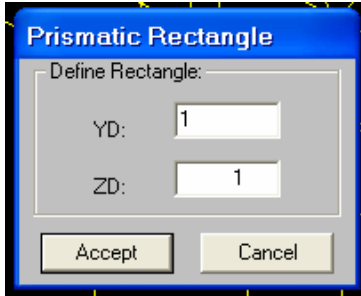 Prismatic Rectangle
Define Rectangle:
YD: 1
ZD: 1
Accept Cancel